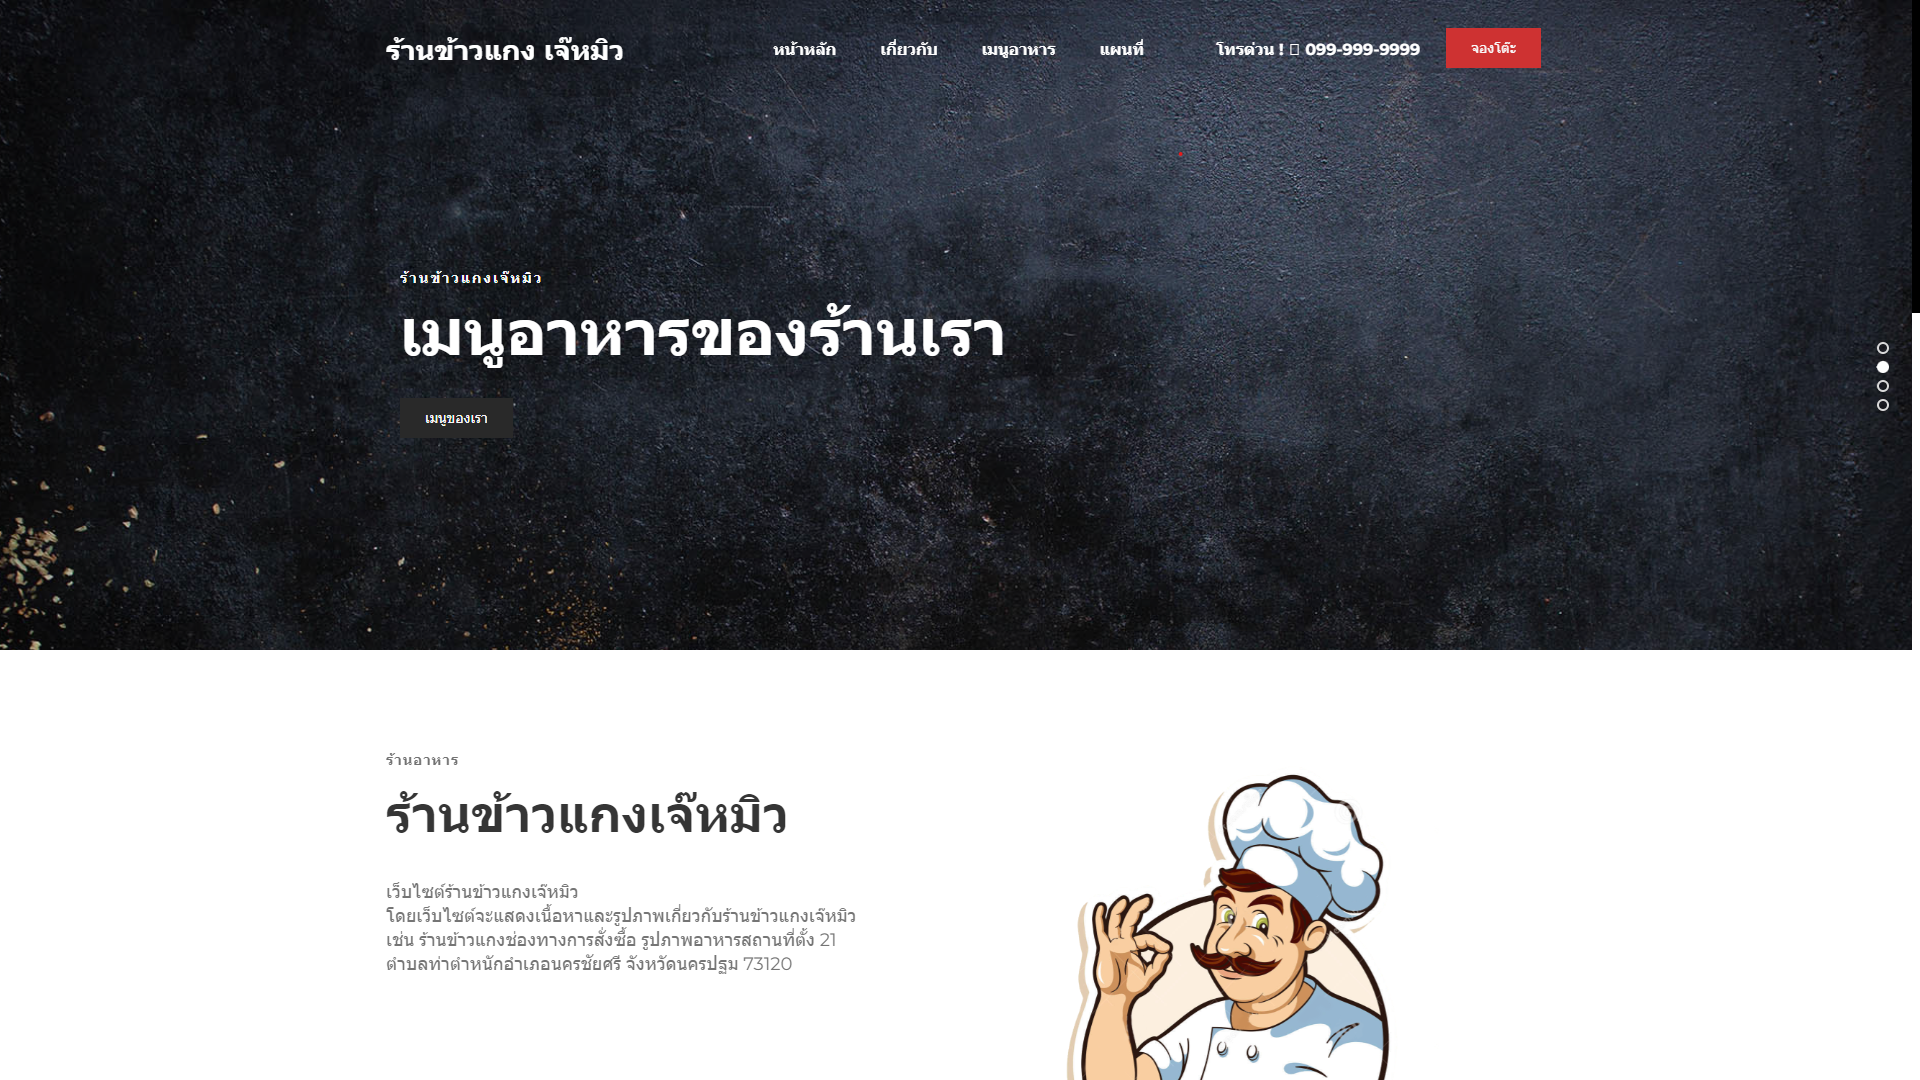 ร้านข้าวแกง เจ๊หมิว
หน้าหลัก
เกี่ยวกับ
เมนูอาหาร
แผนที่
โทรด่วน ! 099-999-9999
จองโต๊ะ
ร้านข้าวแกงเจ๊หมิว
เมนูอาหารของร้านเรา
เมนูของเรา
ร้านอาหาร
ร้านข้าวแกงเจ๊หมิว
เว็บไซต์ร้านข้าวแกงเจ๊หมิว
โดยเว็บไซต์จะแสดงเนื้อหาและรูปภาพเกี่ยวกับร้านข้าวแกงเจ๊หมิว
เช่น ร้านข้าวแกงช่องทางการสั่งซื้อ รูปภาพอาหารสถานที่ตั้ง 21
ตำบลท่าตำหนักอำเภอนครชัยศรี จังหวัดนครปฐม 73120